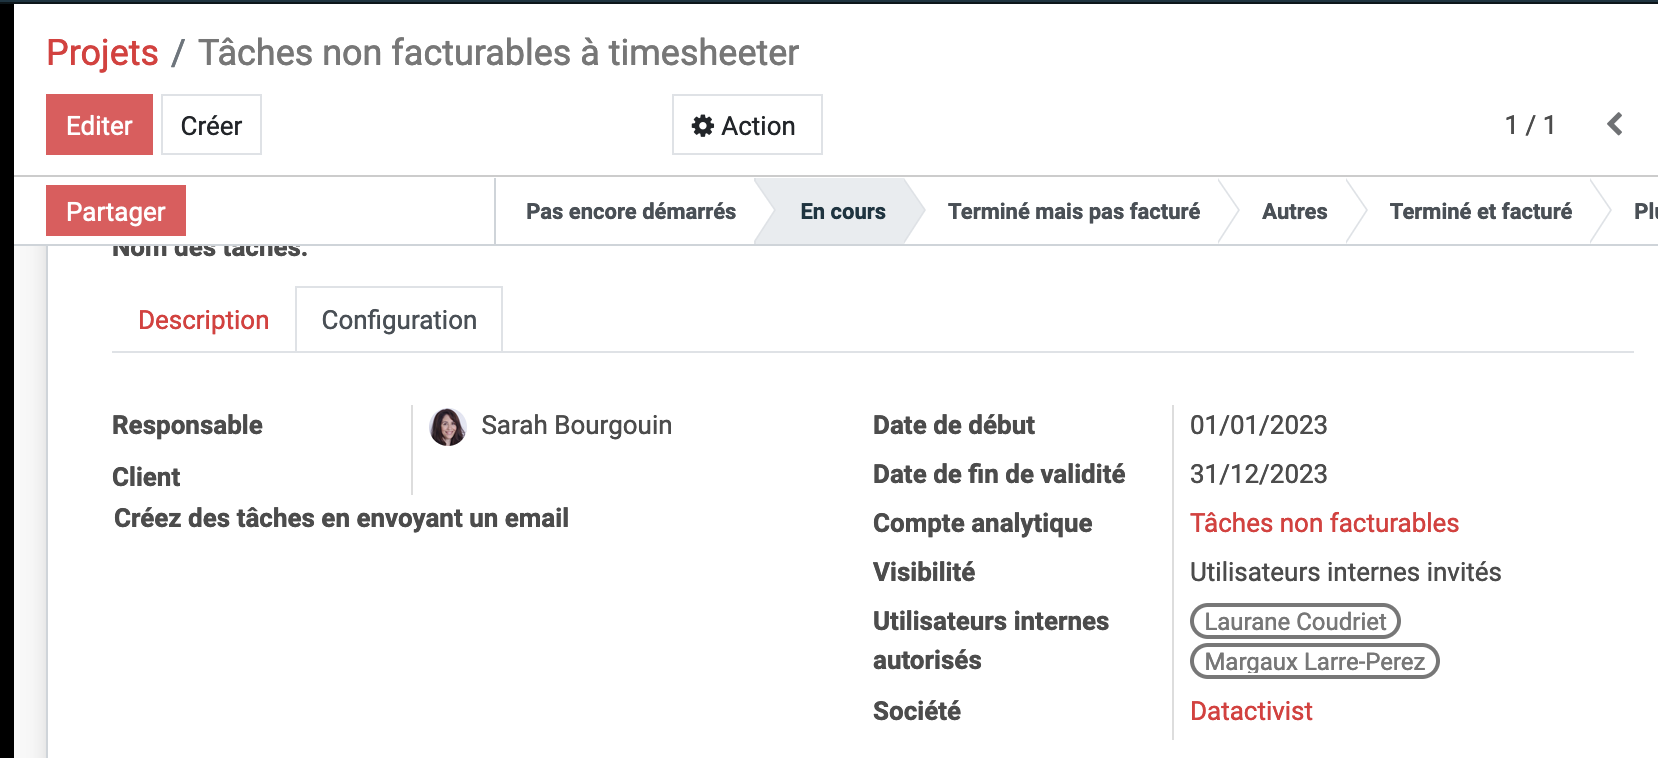 Projets / Tâches non facturables à timesheeter
Editer
Créer
Action
1 / 1
Partager
Pas encore démarrés
En cours
Terminé mais pas facturé
Autres
Terminé et facturé
Nom des tâches:
Description
Configuration
Responsable
Sarah Bourgouin
Client
Créez des tâches en envoyant un email
Date de début
01/01/2023
Date de fin de validité
31/12/2023
Compte analytique
Tâches non facturables
Visibilité
Utilisateurs internes invités
Utilisateurs internes
autorisés
Laurane Coudriet
Margaux Larre-Perez
Société
Datactivist